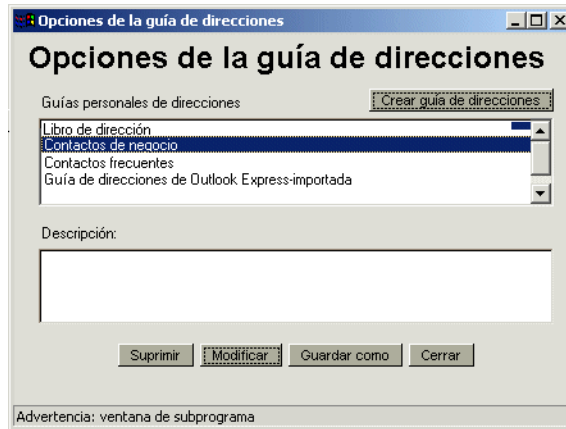 Opciones de la guía de direcciones
Opciones de la guía de direcciones
Guías personales de direcciones
Crear guía de direcciones
Libro de dirección
Contactos de negocio
Contactos frecuentes
Guía de direcciones de Outlook Express-importada
Descripción:
Suprimir Modificar Guardar como Cerrar
Advertencia: ventana de subprograma